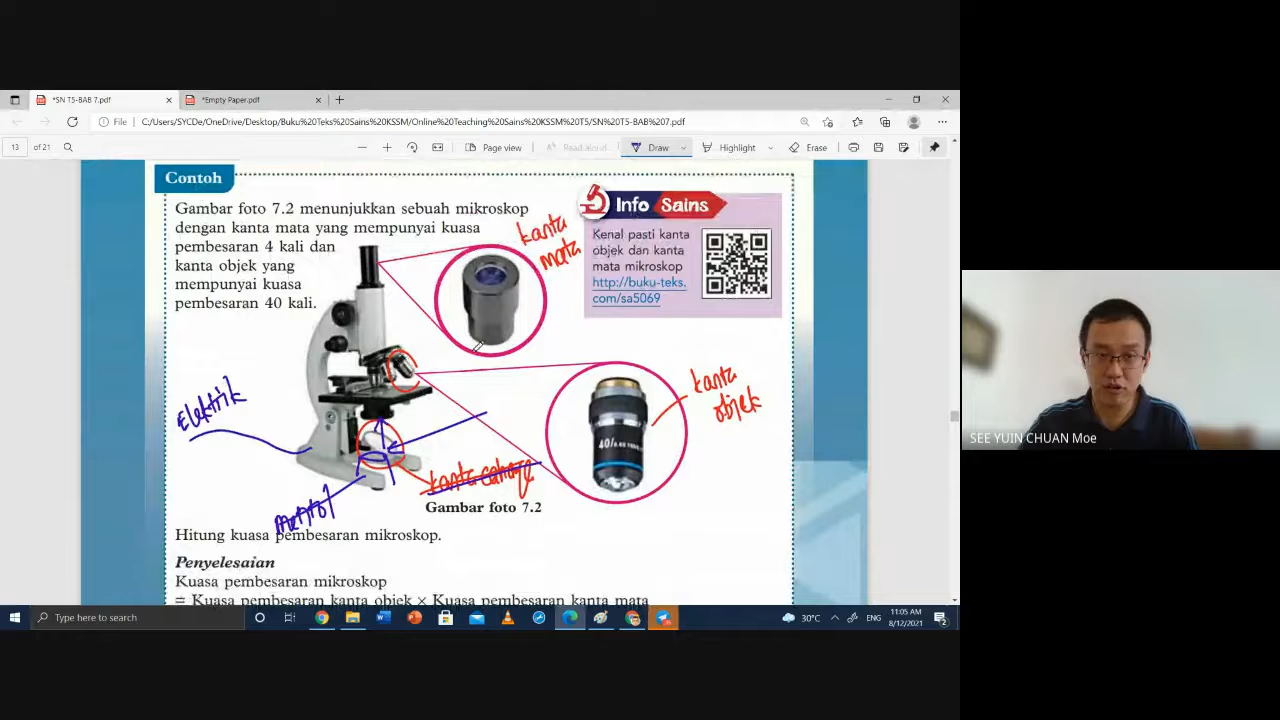 *SN T5-BAB 7.pdf
*Empty Paper.pdf
File
C:/Users/SYCDe/OneDrive/Desktop/Buku%20Teks%20Sains%20KSSM/Online%20Teaching%20Sains%20KSSM%20T5/SN%20T5-BAB%207.pdf
13 of 21
Page view
Read aloud
Draw
Highlight
Erase
Contoh
Gambar foto 7.2 menunjukkan sebuah mikroskop
dengan kanta mata yang mempunyai kuasa
pembesaran 4 kali dan
kanta objek yang
mempunyai kuasa
pembesaran 40 kali.
kanta
mata
Info Sains
Kenal pasti kanta
objek dan kanta
mata mikroskop
http://buku-teks.
com/sa5069
kanta
objek
Elektrik
40/
kanta cahaya
Gambar foto 7.2
Hitung kuasa pembesaran mikroskop.
Penyelesaian
Kuasa pembesaran mikroskop
= Kuasa pembesaran kanta objek × Kuasa pembesaran kanta mata
SEE YUIN CHUAN Moe
Type here to search
30°C
ENG
11:05 AM
8/12/2021
2